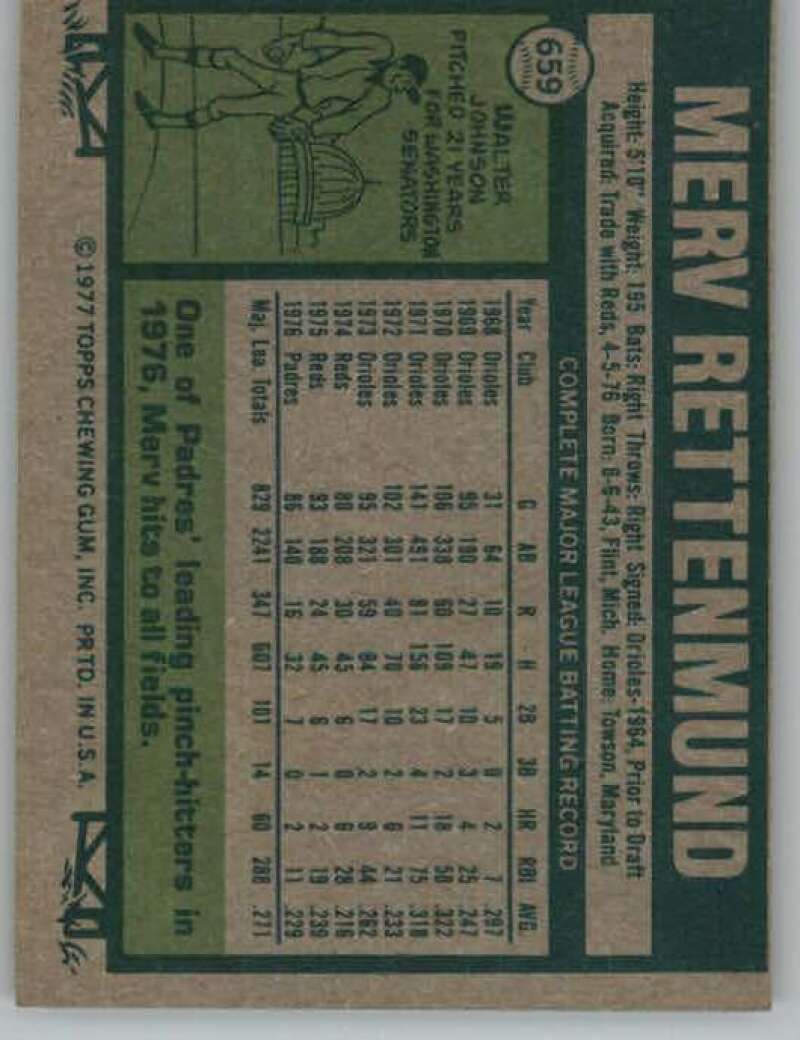 659
MERV RETTENMUND
Height: 5'10" Weight: 195 Bats: Right Throws: Right Signed: Orioles-1964, Prior to Draft
Acquired: Trade with Reds, 4-5-76 Born: 6-6-43, Flint, Mich. Home: Towson, Maryland
WALTER
JOHNSON
PITCHED 21 YEARS
FOR WASHINGTON
SENATORS.
COMPLETE MAJOR LEAGUE BATTING RECORD
Year Club G AB R H 2B 3B HR RBI AVG.
1968 Orioles 31 64 10 19 5 0 2 7 .297
1969 Orioles 95 190 27 47 10 3 4 25 .247
1970 Orioles 106 338 60 109 17 2 18 58 .322
1971 Orioles 141 491 81 156 23 4 11 75 .318
1972 Orioles 102 301 40 70 10 2 6 21 .233
1973 Orioles 95 321 59 84 17 2 9 44 .262
1974 Reds 80 208 30 45 6 0 6 28 .216
1975 Reds 93 188 24 45 6 1 2 19 .239
1976 Padres 86 140 16 32 7 0 2 11 .229
Maj. Lea Totals 829 2241 347 607 101 14 60 288 .271
One of Padres' leading pinch-hitters in
1976, Merv hits to all fields.
©1977 TOPPS CHEWING GUM, INC. PRTD. IN U.S.A.